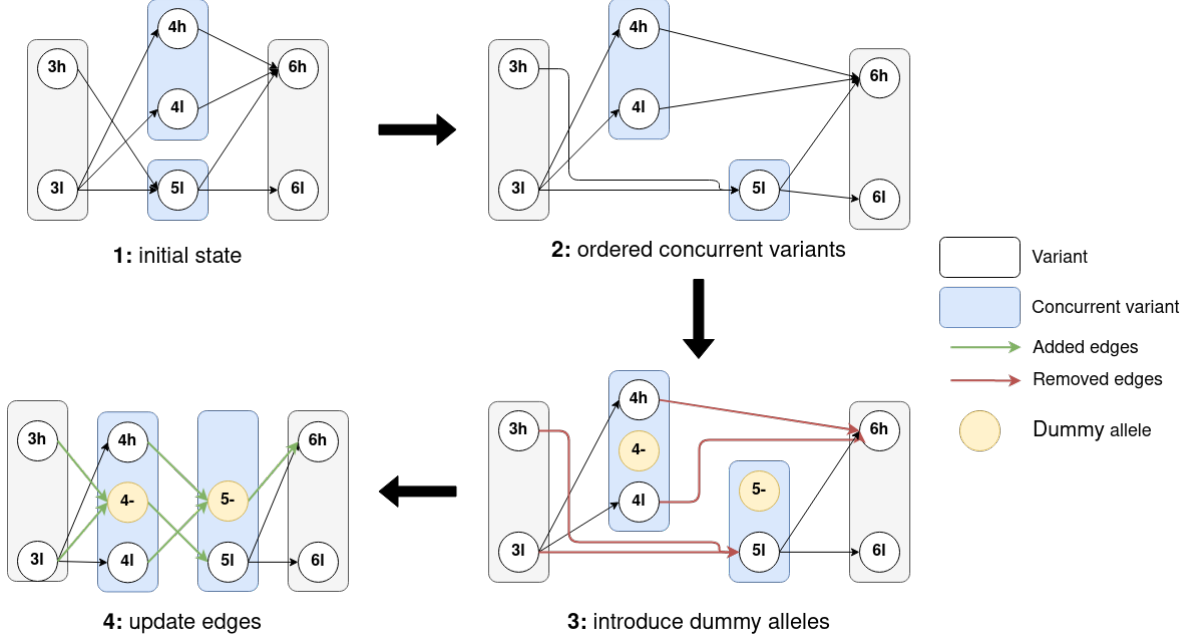 3h
4h
6h
4l
3l
5l
6l
1: initial state
3h
4h
6h
4l
3l
5l
6l
2: ordered concurrent variants
Variant
Concurrent variant
Added edges
Removed edges
Dummy allele
3h
4h
6h
4-
5-
3l
4l
5l
6l
4: update edges
4h
3h
6h
4-
4l
5-
3l
5l
6l
3: introduce dummy alleles